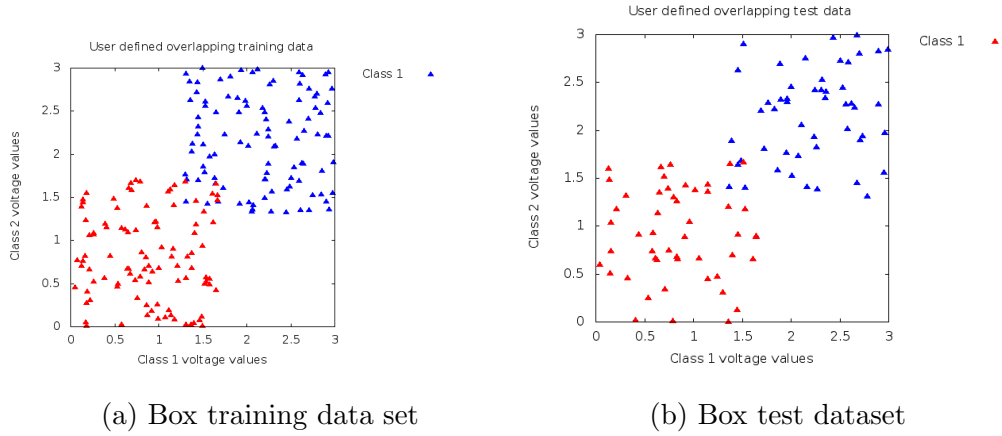 User defined overlapping training data
Class 1
3
2.5
2
1.5
1
0.5
0
Class 2 voltage values
0 0.5 1 1.5 2 2.5 3
Class 1 voltage values
(a) Box training data set
User defined overlapping test data
Class 1
3
2.5
2
1.5
1
0.5
0
Class 2 voltage values
0 0.5 1 1.5 2 2.5 3
Class 1 voltage values
(b) Box test dataset